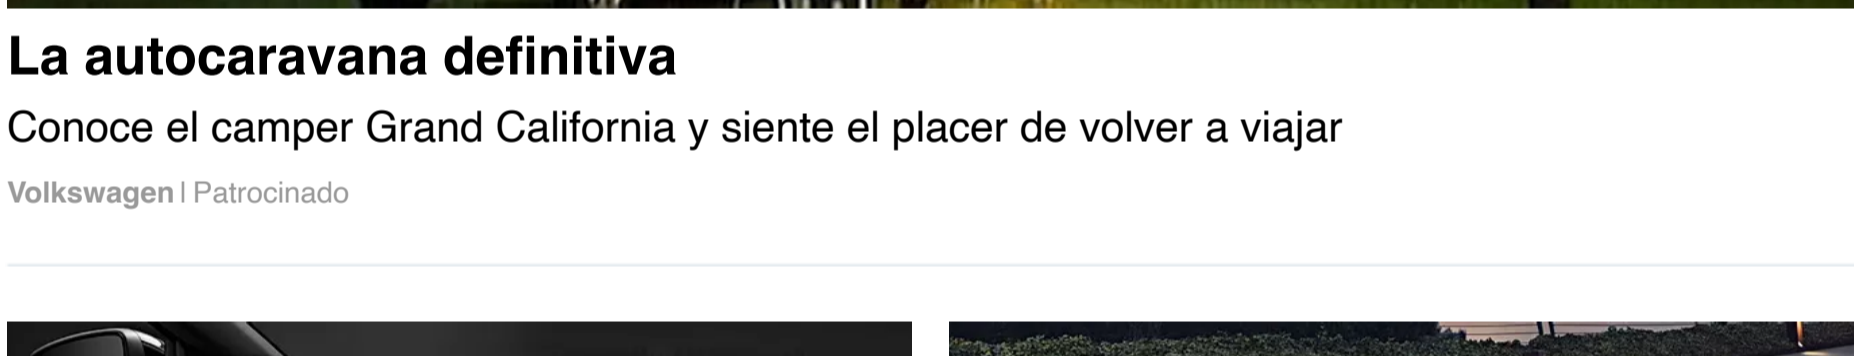 La autocaravana definitiva
Conoce el camper Grand California y siente el placer de volver a viajar
Volkswagen | Patrocinado